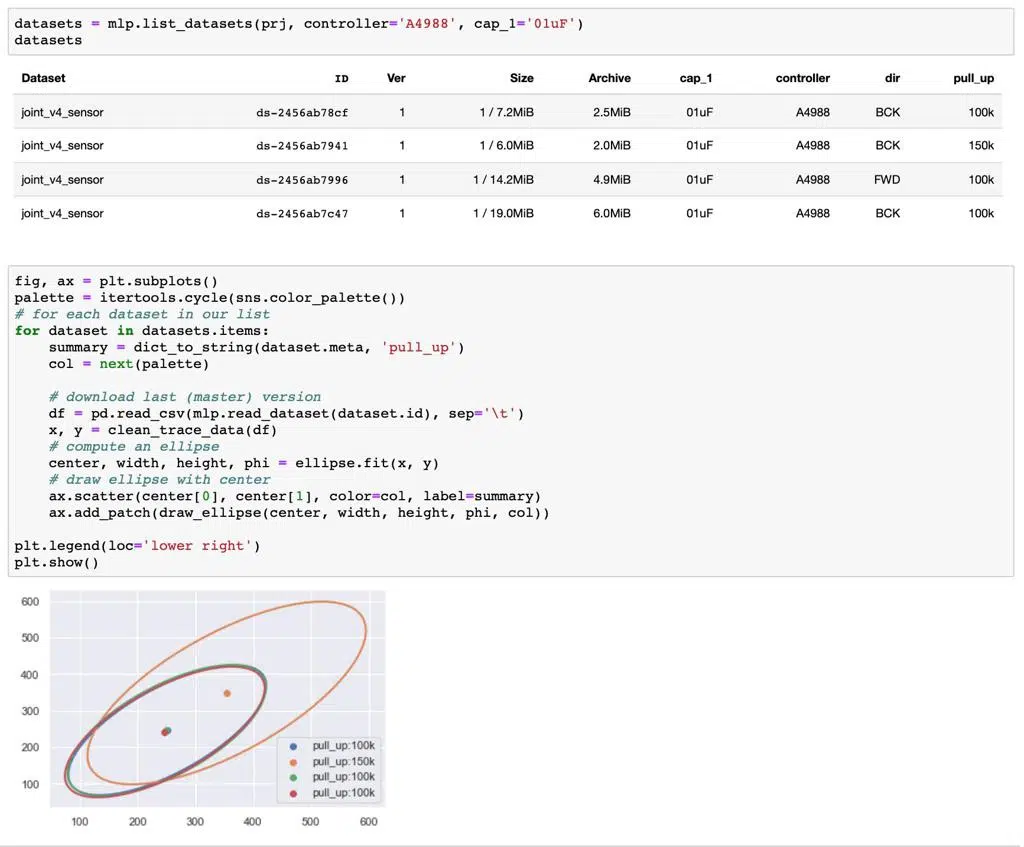 datasets = mlp.list_datasets(prj, controller='A4988', cap_1='01uF')
datasets
Dataset ID Ver Size Archive cap_1 controller dir pull_up
joint_v4_sensor ds-2456ab78cf 1 1 / 7.2MiB 2.5MiB 01uF A4988 BCK 100k
joint_v4_sensor ds-2456ab7941 1 1 / 6.0MiB 2.0MiB 01uF A4988 BCK 150k
joint_v4_sensor ds-2456ab7996 1 1 / 14.2MiB 4.9MiB 01uF A4988 FWD 100k
joint_v4_sensor ds-2456ab7c47 1 1 / 19.0MiB 6.0MiB 01uF A4988 BCK 100k
fig, ax = plt.subplots()
palette = itertools.cycle(sns.color_palette())
# for each dataset in our list
for dataset in datasets.items:
    summary = dict_to_string(dataset.meta, 'pull_up')
    col = next(palette)
    # download last (master) version
    df = pd.read_csv(mlp.read_dataset(dataset.id), sep='\t')
    x, y = clean_trace_data(df)
    # compute an ellipse
    center, width, height, phi = ellipse.fit(x, y)
    # draw ellipse with center
    ax.scatter(center[0], center[1], color=col, label=summary)
    ax.add_patch(draw_ellipse(center, width, height, phi, col))
plt.legend(loc='lower right')
plt.show()
600
500
400
300
200
100
pull_up:100k
pull_up:150k
pull_up:100k
pull_up:100k
100 200 300 400 500 600